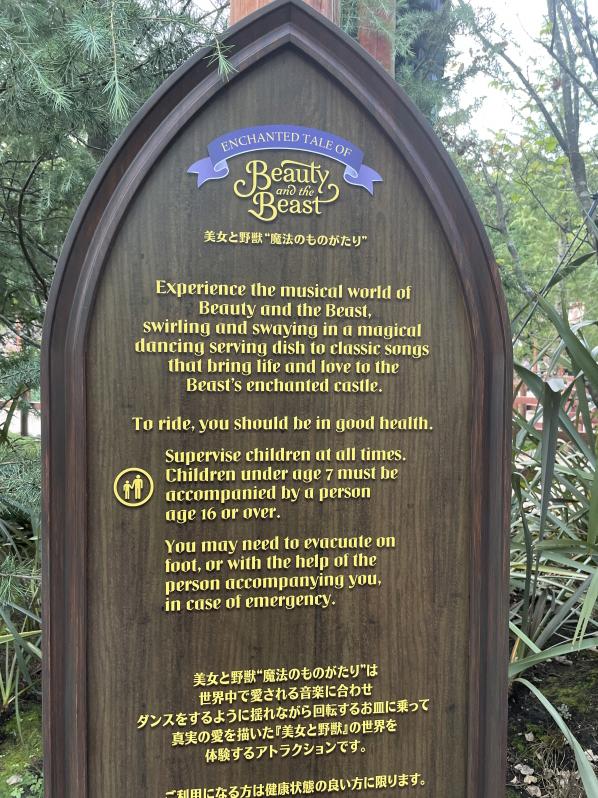 ENCHANTED TALE OF
Beauty
and the
Beast
美女と野獣“魔法のものがたり”
Experience the musical world of
Beauty and the Beast,
swirling and swaying in a magical
dancing serving dish to classic songs
that bring life and love to the
Beast's enchanted castle.
To ride, you should be in good health.
Supervise children at all times.
Children under age 7 must be
accompanied by a person
age 16 or over.
You may need to evacuate on
foot, or with the help of the
person accompanying you,
in case of emergency.
美女と野獣“魔法のものがたり”は
世界中で愛される音楽に合わせ
ダンスをするように揺れながら回転するお皿に乗って
真実の愛を描いた『美女と野獣』の世界を
体験するアトラクションです。
ご利用になる方は健康状態の良い方に限ります。